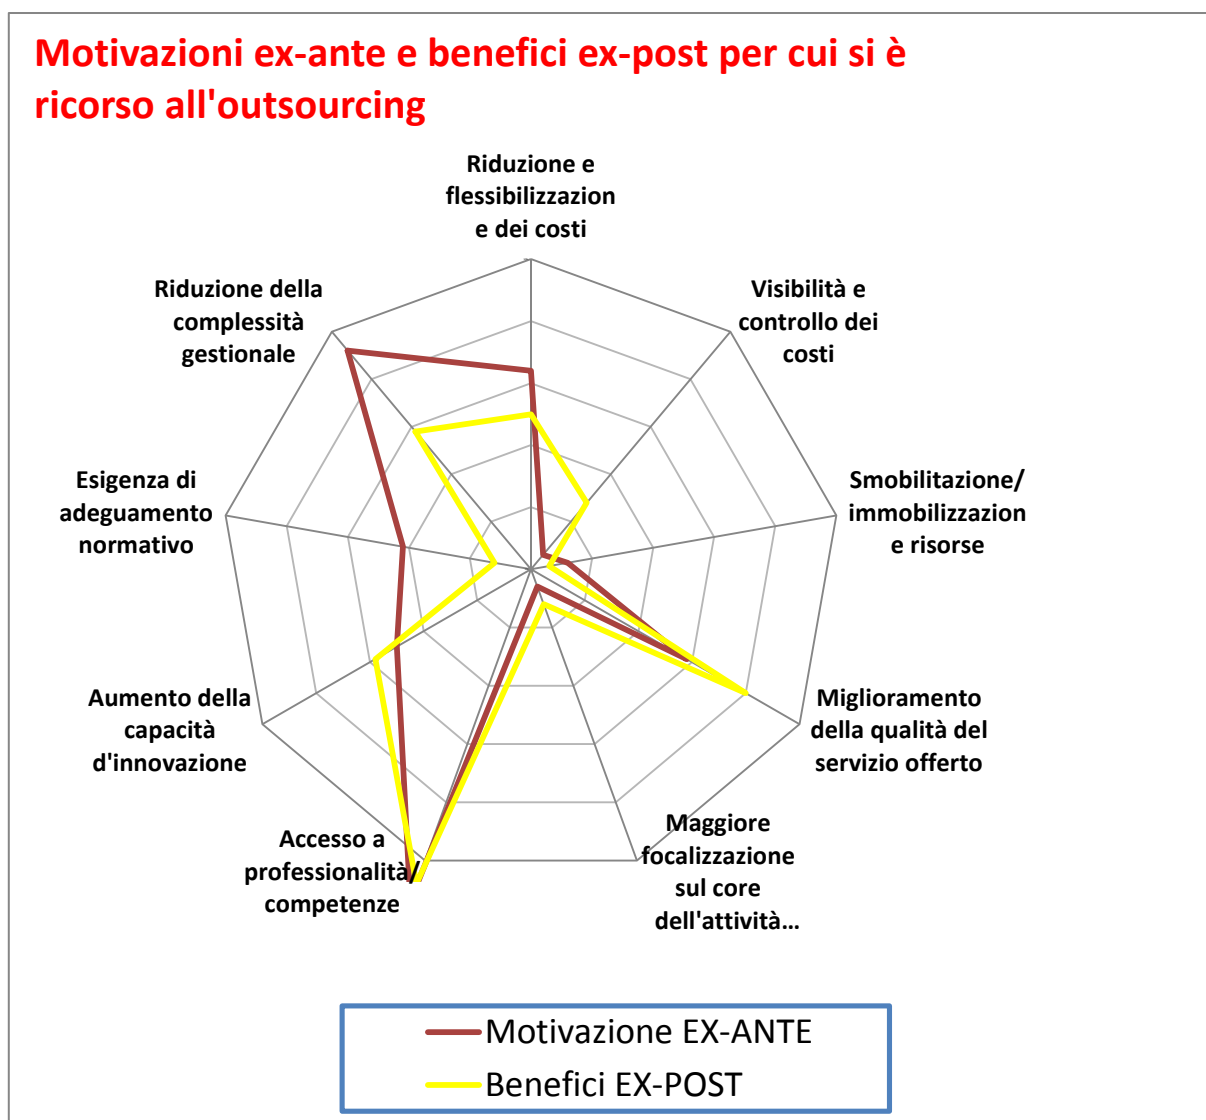 Motivazioni ex-ante e benefici ex-post per cui si è
ricorso all'outsourcing
Riduzione e
flessibilizzazion
e dei costi
Visibilità e
controllo dei
costi
Smobilitazione/
immobilizzazion
e risorse
Miglioramento
della qualità del
servizio offerto
Maggiore
focalizzazione
sul core
dell'attività...
Accesso a
professionalità/
competenze
Aumento della
capacità
d'innovazione
Esigenza di
adeguamento
normativo
Riduzione della
complessità
gestionale
Motivazione EX-ANTE
Benefici EX-POST